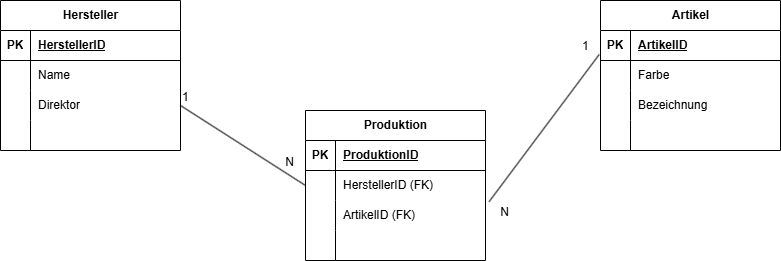 Hersteller
PK HerstellerID
Name
Direktor
1
N
Produktion
PK ProduktionID
HerstellerID (FK)
ArtikelID (FK)
N
1
Artikel
PK ArtikelID
Farbe
Bezeichnung